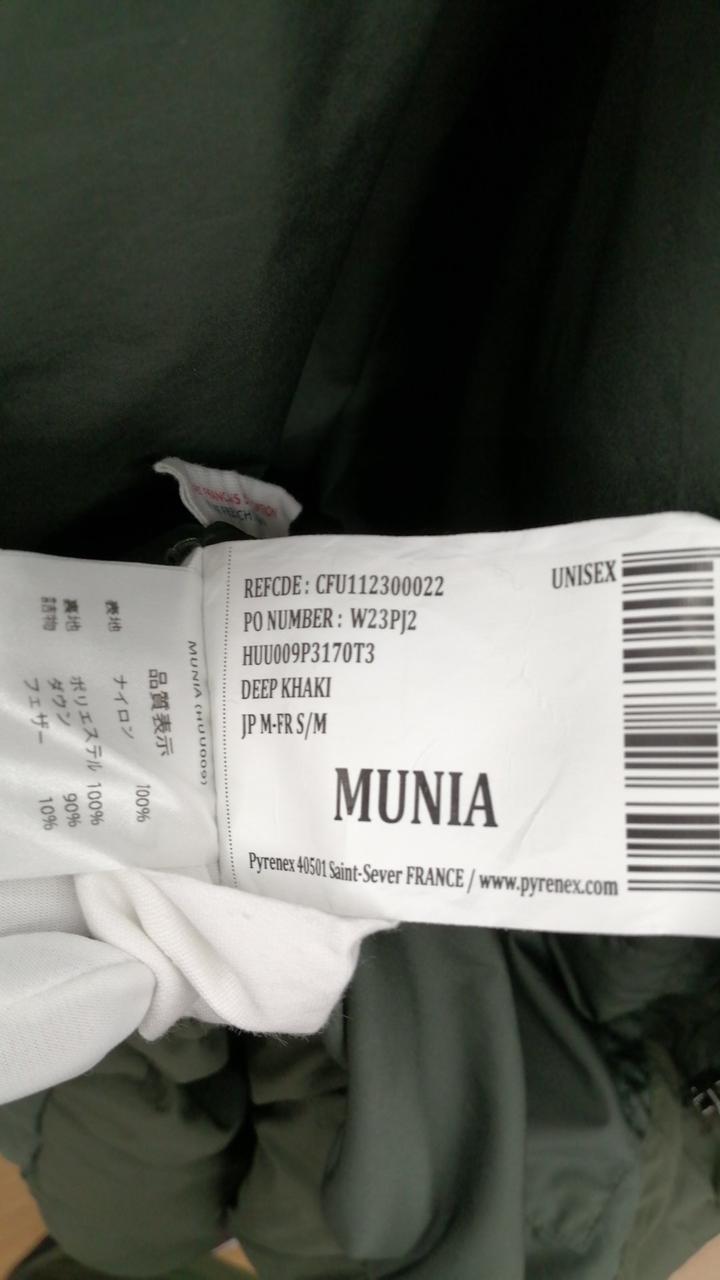 REFCDE : CFU112300022
UNISEX
PO NUMBER : W23PJ2
HUU009P3170T3
DEEP KHAKI
JP M-FR S/M
MUNIA
Pyrenex 40501 Saint-Sever FRANCE / www.pyrenex.com
MUNIA (HUU009)
品質表示
表地 ナイロン 100%
裏地 ポリエステル 100%
詰物 ダウン 90%
フェザー 10%